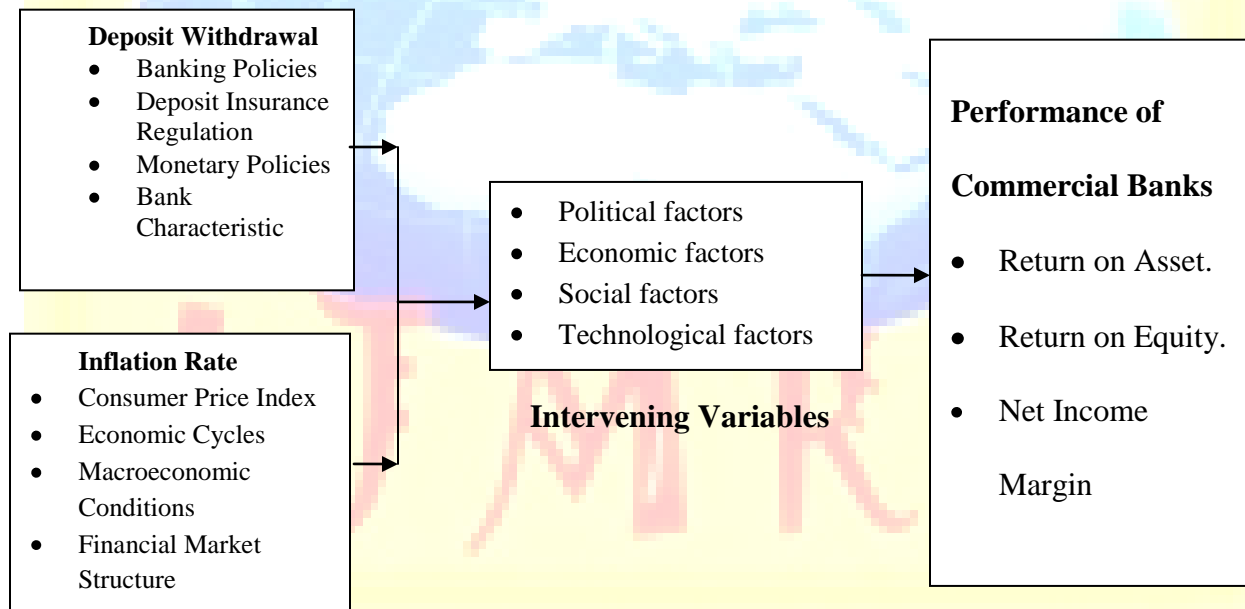 Deposit Withdrawal
● Banking Policies
● Deposit Insurance
Regulation
● Monetary Policies
● Bank
Characteristic
Inflation Rate
● Consumer Price Index
● Economic Cycles
● Macroeconomic
Conditions
● Financial Market
Structure
● Political factors
● Economic factors
● Social factors
● Technological factors
Intervening Variables
Performance of
Commercial Banks
● Return on Asset.
● Return on Equity.
● Net Income
Margin